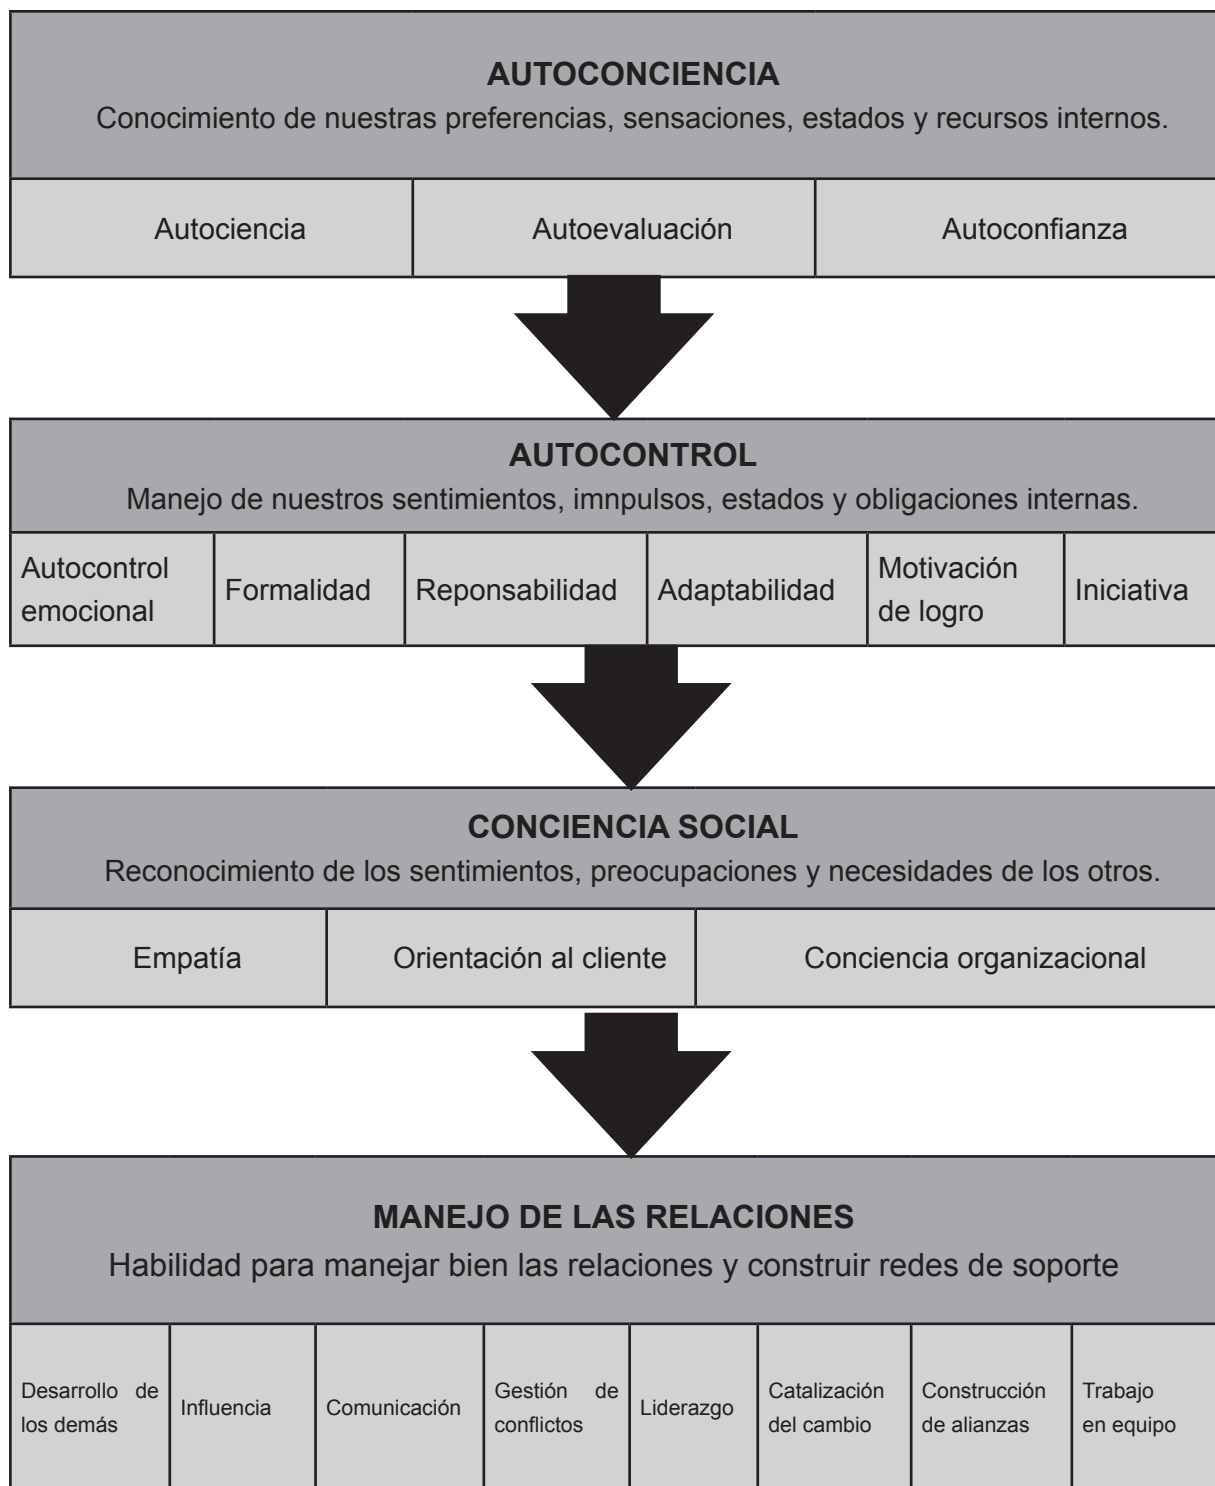 AUTOCONCIENCIA
Conocimiento de nuestras preferencias, sensaciones, estados y recursos internos.
Autociencia
Autoevaluación
Autoconfianza
AUTOCONTROL
Manejo de nuestros sentimientos, imnpulsos, estados y obligaciones internas.
Autocontrol
emocional
Formalidad
Reponsabilidad
Adaptabilidad
Motivación
de logro
Iniciativa
CONCIENCIA SOCIAL
Reconocimiento de los sentimientos, preocupaciones y necesidades de los otros.
Empatía
Orientación al cliente
Conciencia organizacional
MANEJO DE LAS RELACIONES
Habilidad para manejar bien las relaciones y construir redes de soporte
Desarrollo de
los demás
Influencia
Comunicación
Gestión de
conflictos
Liderazgo
Catalización
del cambio
Construcción
de alianzas
Trabajo
en equipo